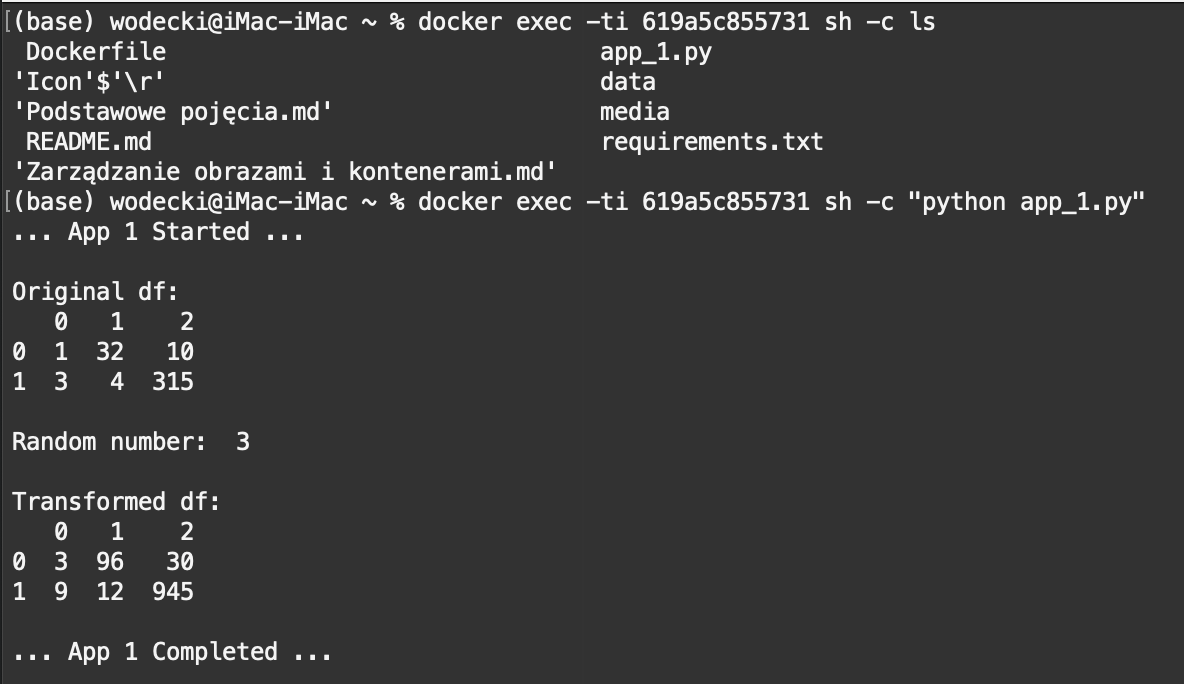 [(base) wodecki@iMac-iMac ~ % docker exec -ti 619a5c855731 sh -c ls
 Dockerfile                               app_1.py
'Icon'$'\r'                               data
'Podstawowe pojęcia.md'                   media
 README.md                                requirements.txt
'Zarządzanie obrazami i kontenerami.md'
[(base) wodecki@iMac-iMac ~ % docker exec -ti 619a5c855731 sh -c "python app_1.py"
... App 1 Started ...

Original df:
   0   1    2
0  1  32   10
1  3   4  315

Random number:  3

Transformed df:
   0   1    2
0  3  96   30
1  9  12  945

... App 1 Completed ...